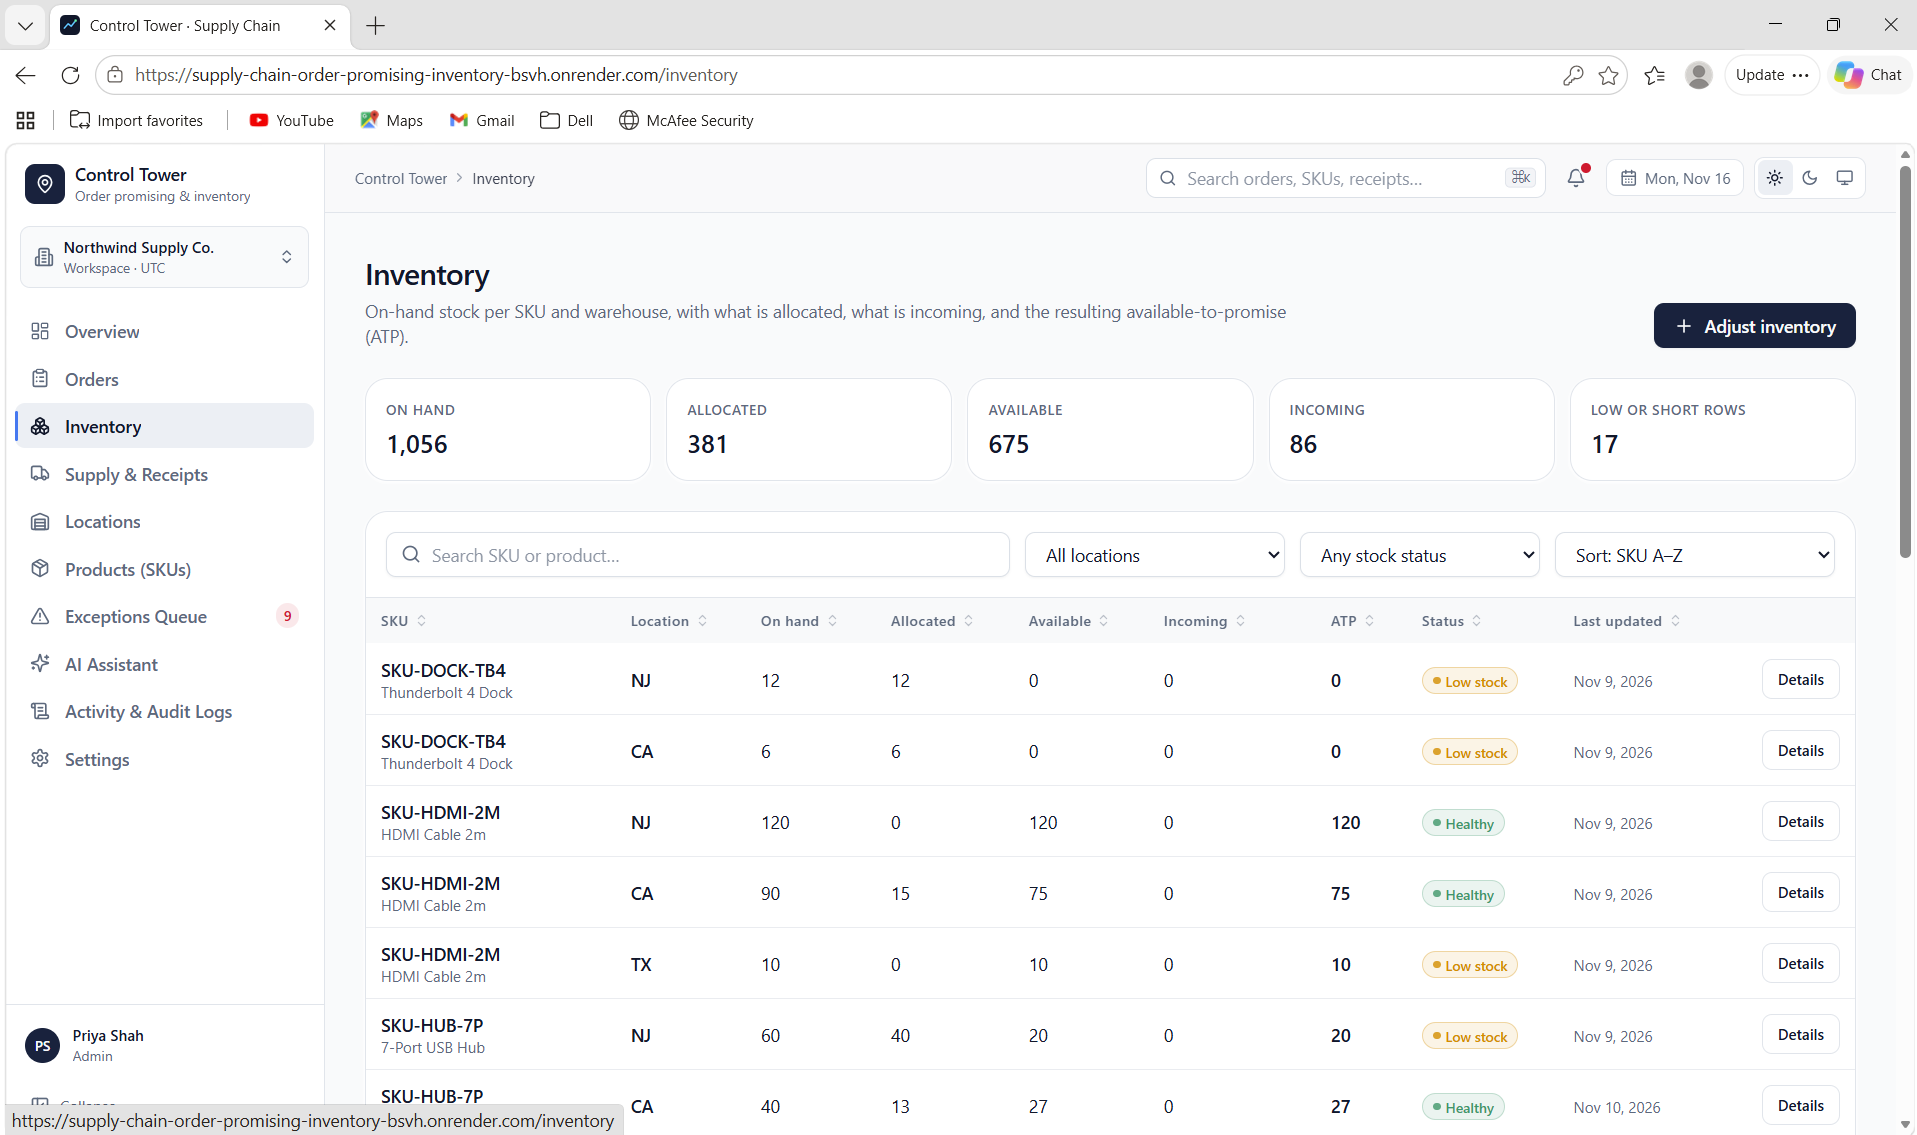 Control Tower · Supply Chain
https://supply-chain-order-promising-inventory-bsvh.onrender.com/inventory
Update
Chat
Import favorites
YouTube
Maps
Gmail
Dell
McAfee Security
Control Tower
Order promising & inventory
Northwind Supply Co.
Workspace · UTC
Overview
Orders
Inventory
Supply & Receipts
Locations
Products (SKUs)
Exceptions Queue 9
AI Assistant
Activity & Audit Logs
Settings
PS
Priya Shah
Admin
https://supply-chain-order-promising-inventory-bsvh.onrender.com/inventory
Control Tower > Inventory
Search orders, SKUs, receipts... ⌘K
Mon, Nov 16
Inventory
On-hand stock per SKU and warehouse, with what is allocated, what is incoming, and the resulting available-to-promise
(ATP).
+ Adjust inventory
ON HAND
1,056
ALLOCATED
381
AVAILABLE
675
INCOMING
86
LOW OR SHORT ROWS
17
Search SKU or product...
All locations
Any stock status
Sort: SKU A–Z
SKU Location On hand Allocated Available Incoming ATP Status Last updated
SKU-DOCK-TB4 NJ 12 12 0 0 0 Low stock Nov 9, 2026 Details
Thunderbolt 4 Dock
SKU-DOCK-TB4 CA 6 6 0 0 0 Low stock Nov 9, 2026 Details
Thunderbolt 4 Dock
SKU-HDMI-2M NJ 120 0 120 0 120 Healthy Nov 9, 2026 Details
HDMI Cable 2m
SKU-HDMI-2M CA 90 15 75 0 75 Healthy Nov 9, 2026 Details
HDMI Cable 2m
SKU-HDMI-2M TX 10 0 10 0 10 Low stock Nov 9, 2026 Details
HDMI Cable 2m
SKU-HUB-7P NJ 60 40 20 0 20 Low stock Nov 9, 2026 Details
7-Port USB Hub
SKU-HUB-7P CA 40 13 27 0 27 Healthy Nov 10, 2026 Details